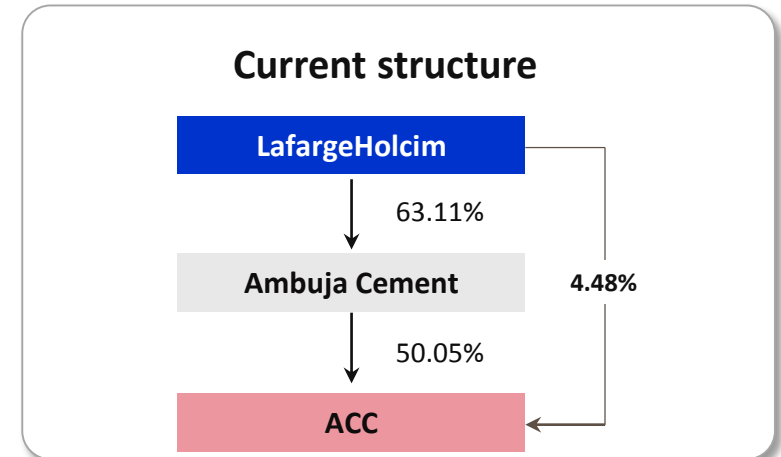 Current structure
LafargeHolcim
63.11%
Ambuja Cement
4.48%
50.05%
ACC